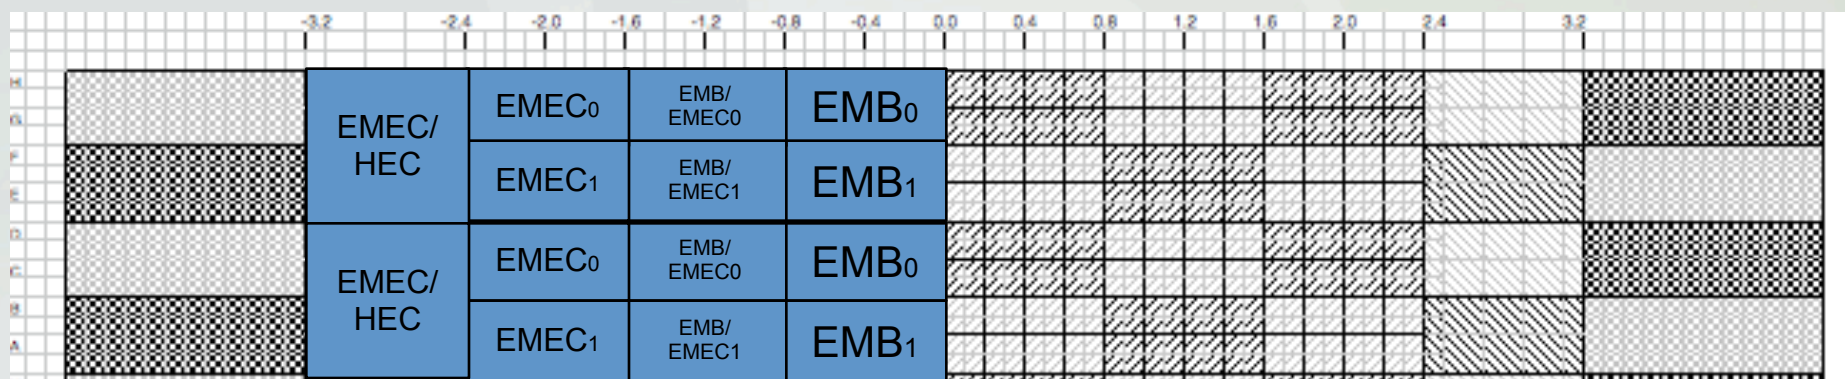 -3.2 -2.4 -2.0 -1.6 -1.2 -0.8 -0.4 0.0 0.4 0.8 1.2 1.6 2.0 2.4 3.2
H
G
F
E
D
C
B
A
EMEC/
HEC
EMEC0
EMB/
EMEC0
EMB0
EMEC1
EMB/
EMEC1
EMB1
EMEC/
HEC
EMEC0
EMB/
EMEC0
EMB0
EMEC1
EMB/
EMEC1
EMB1